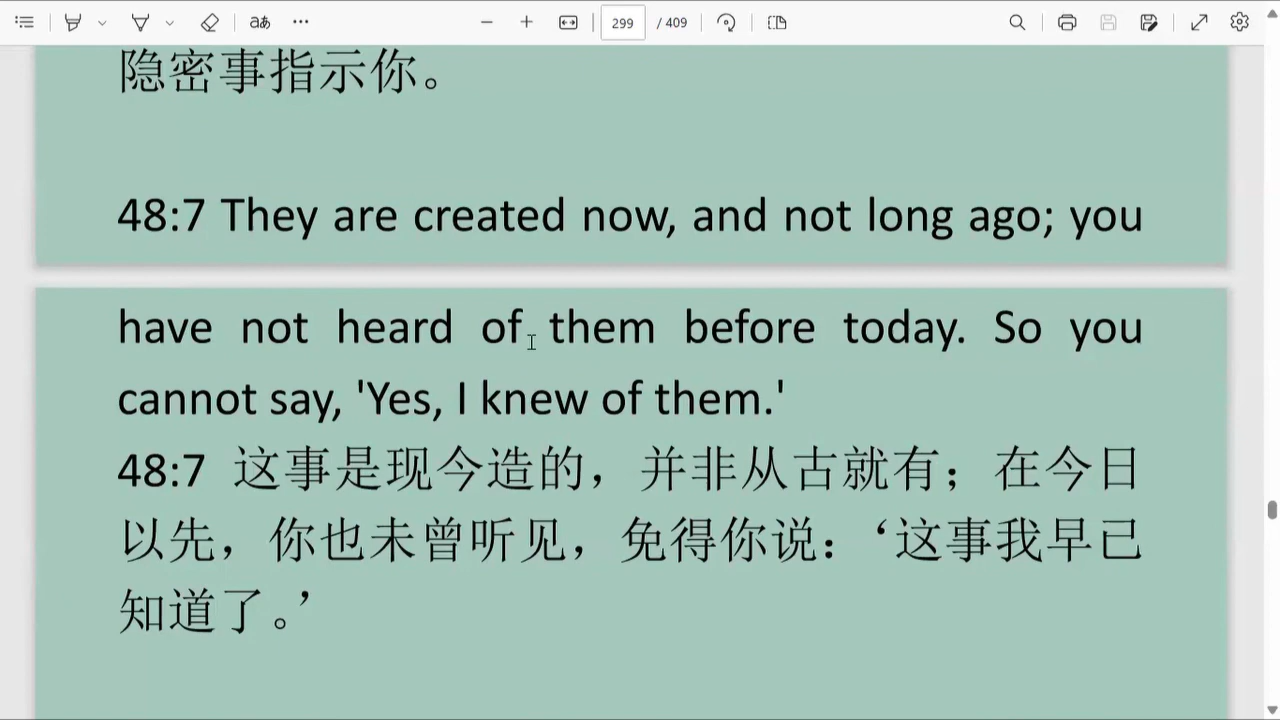 299 / 409
隐密事指示你。
48:7 They are created now, and not long ago; you
have not heard of them before today. So you
cannot say, 'Yes, I knew of them.'
48:7 这事是现今造的，并非从古就有；在今日
以先，你也未曾听见，免得你说：‘这事我早已
知道了。’